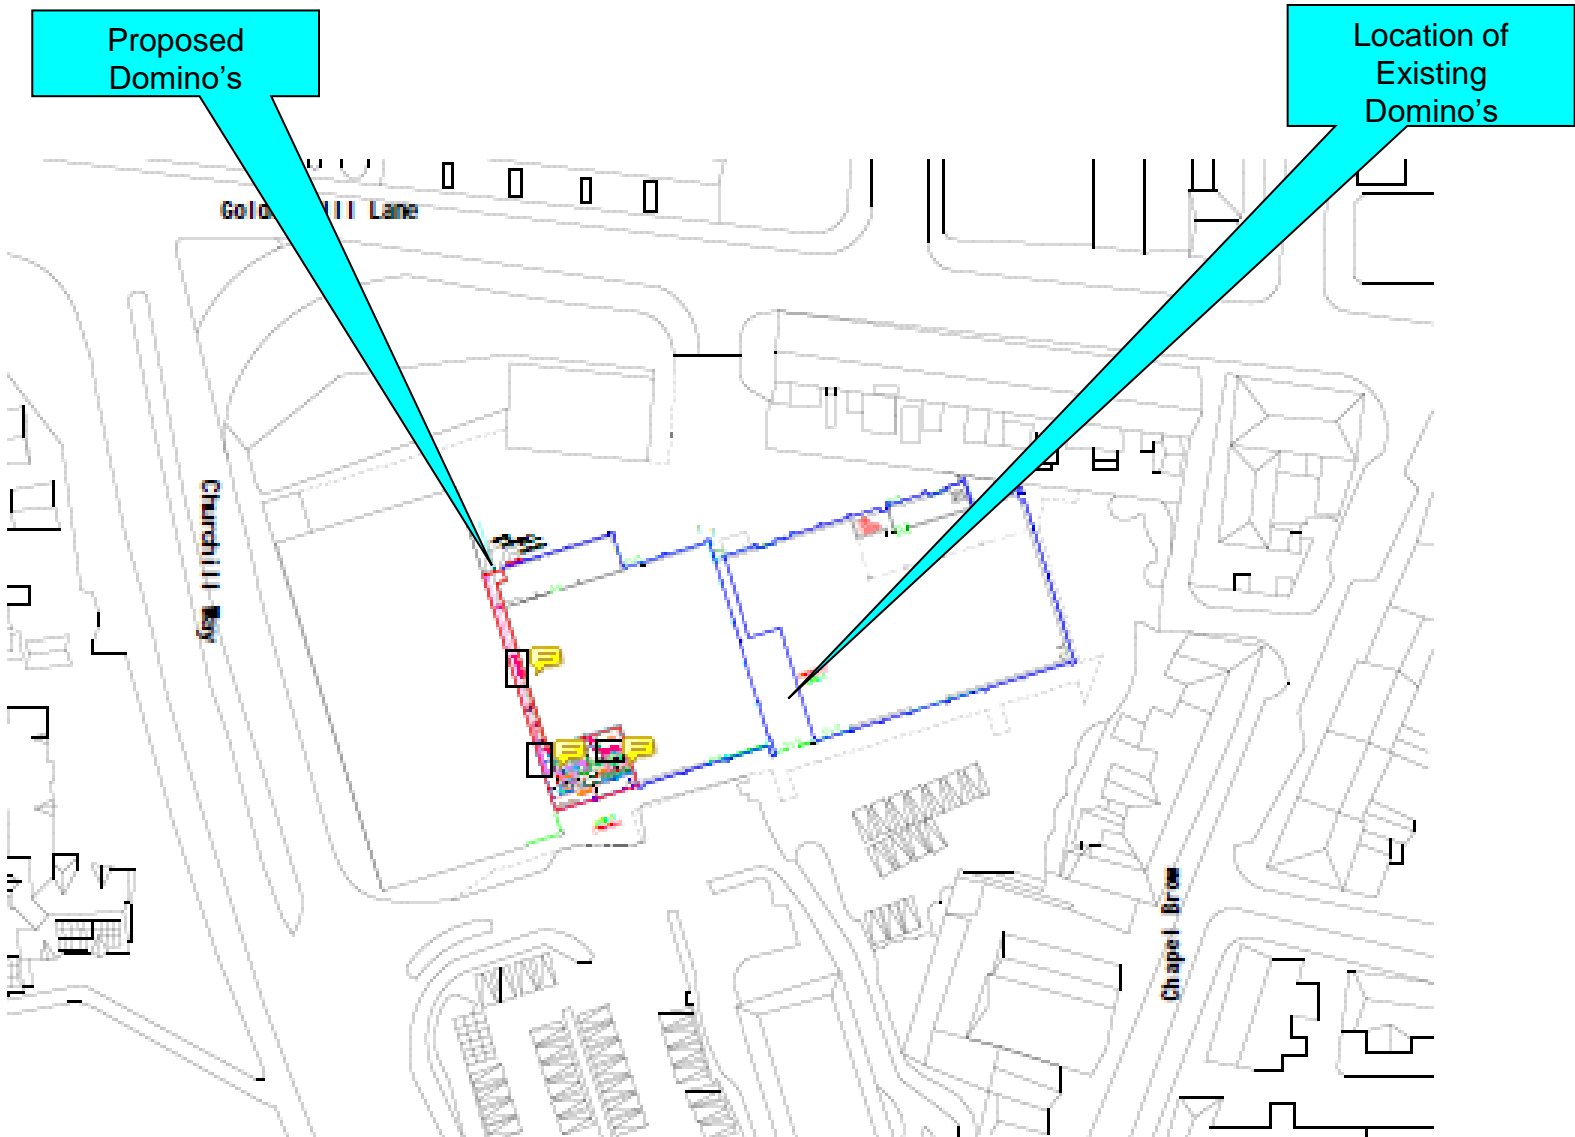 Proposed
Domino's
Location of
Existing
Domino's
Lane
Churchill Way
Chapel Brow